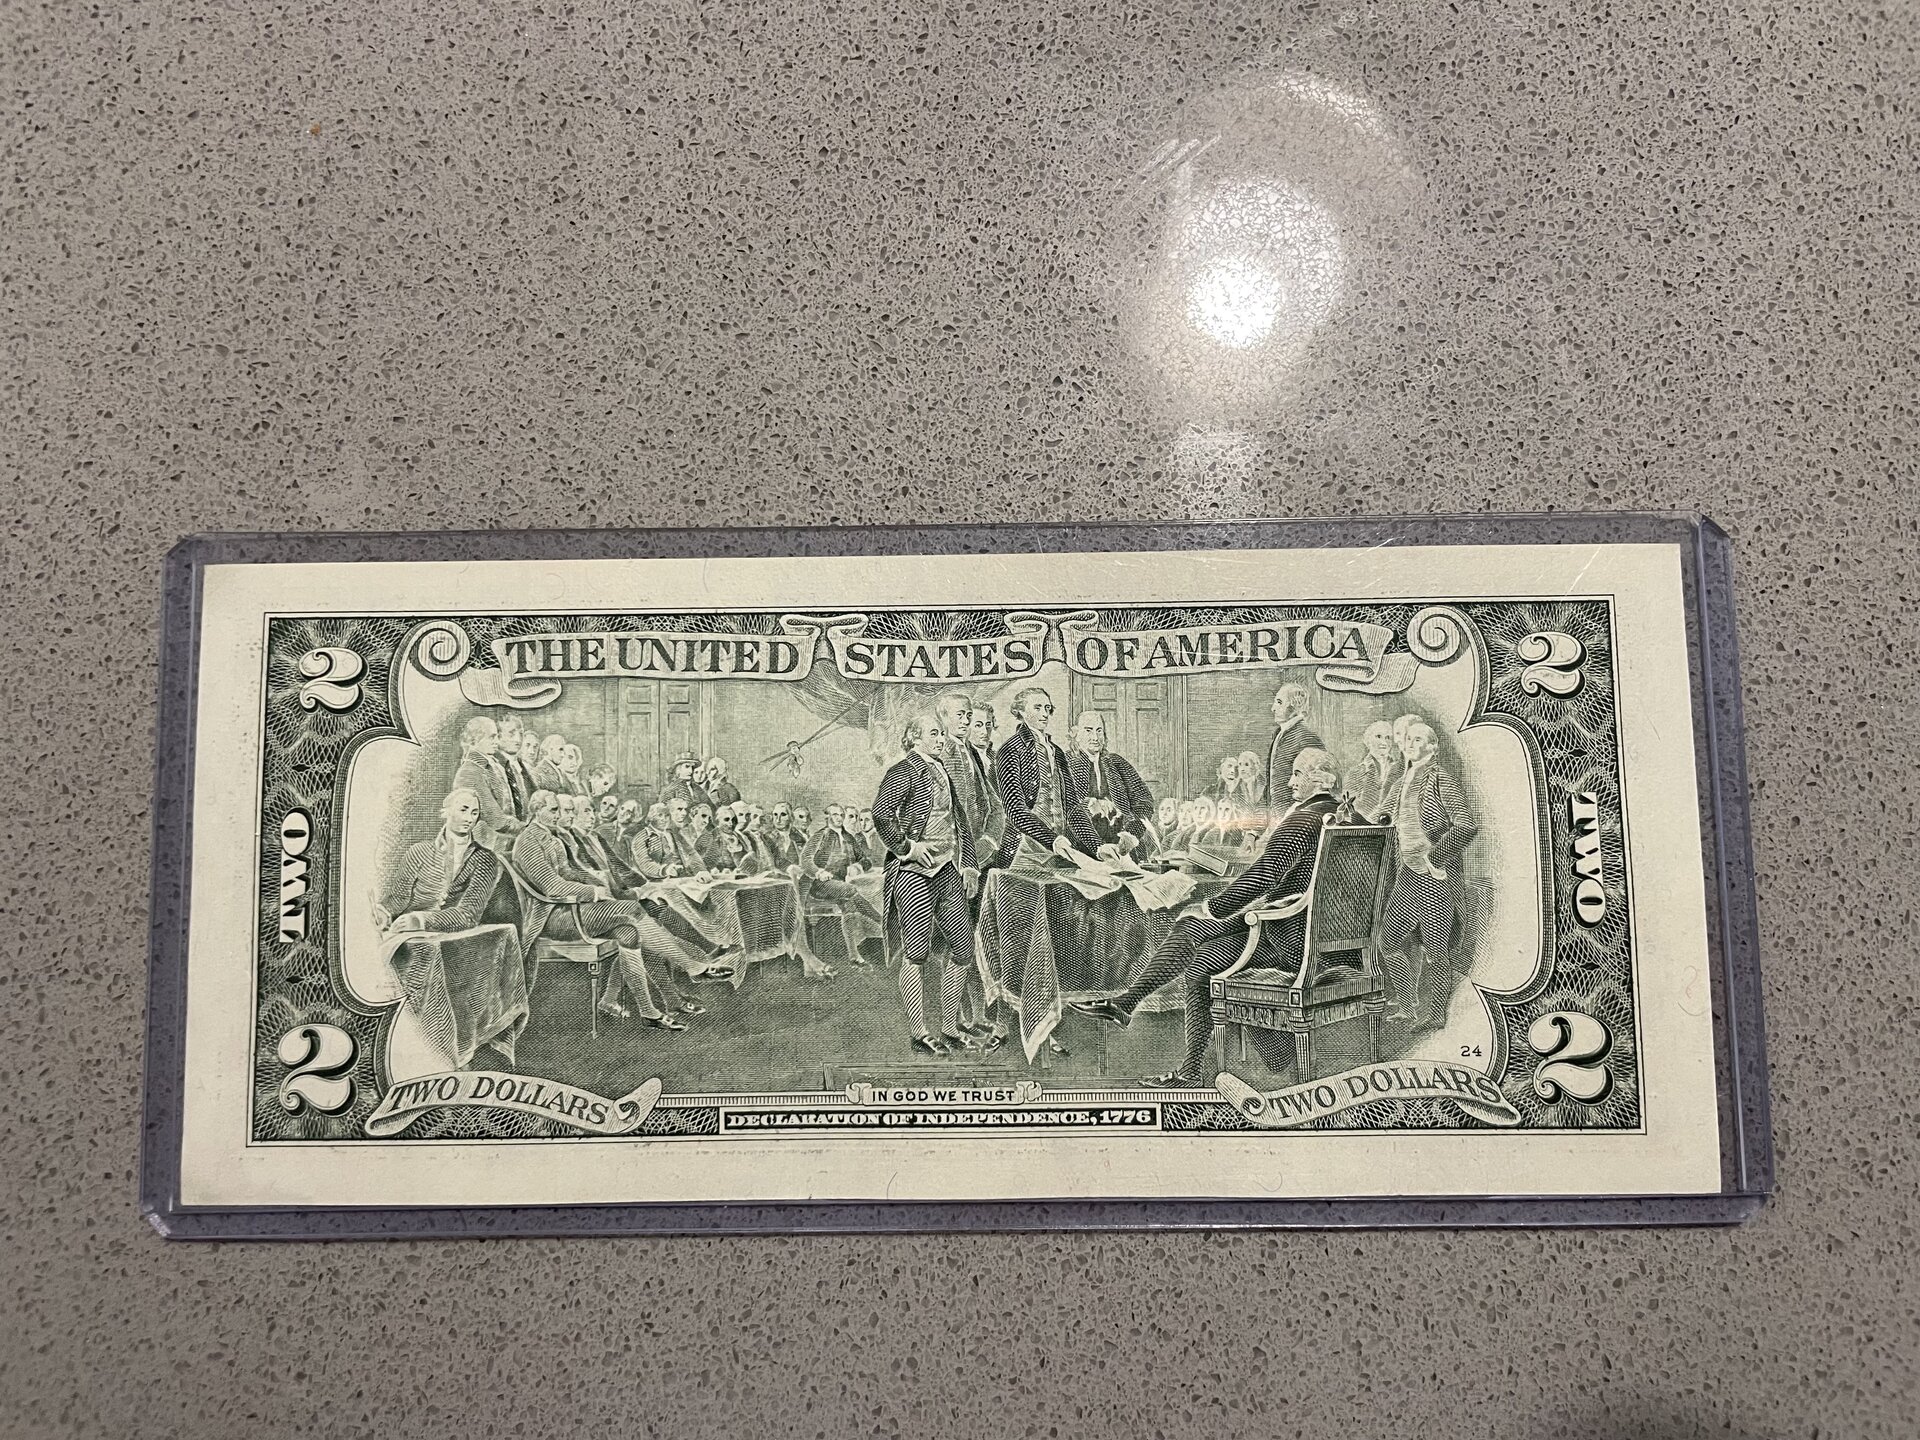 THE UNITED STATES OF AMERICA
2 2
TWO TWO
24
2 2
TWO DOLLARS IN GOD WE TRUST TWO DOLLARS
DECLARATION OF INDEPENDENCE, 1776